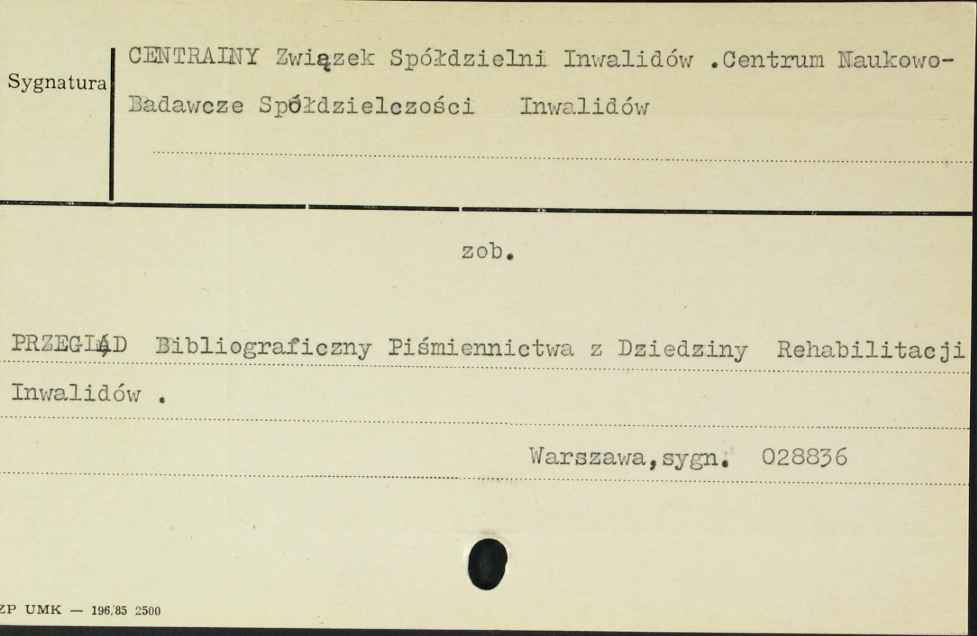 CENTRALNY Związek Spółdzielni Inwalidów .Centrum Naukowo-
Sygnatura
Badawcze Spółdzielczości Inwalidów
zob.
PRZEGLĄD Bibliograficzny Piśmiennictwa z Dziedziny Rehabilitacji
Inwalidów .
Warszawa,sygn. 028836
ZP UMK — 196/85 2500